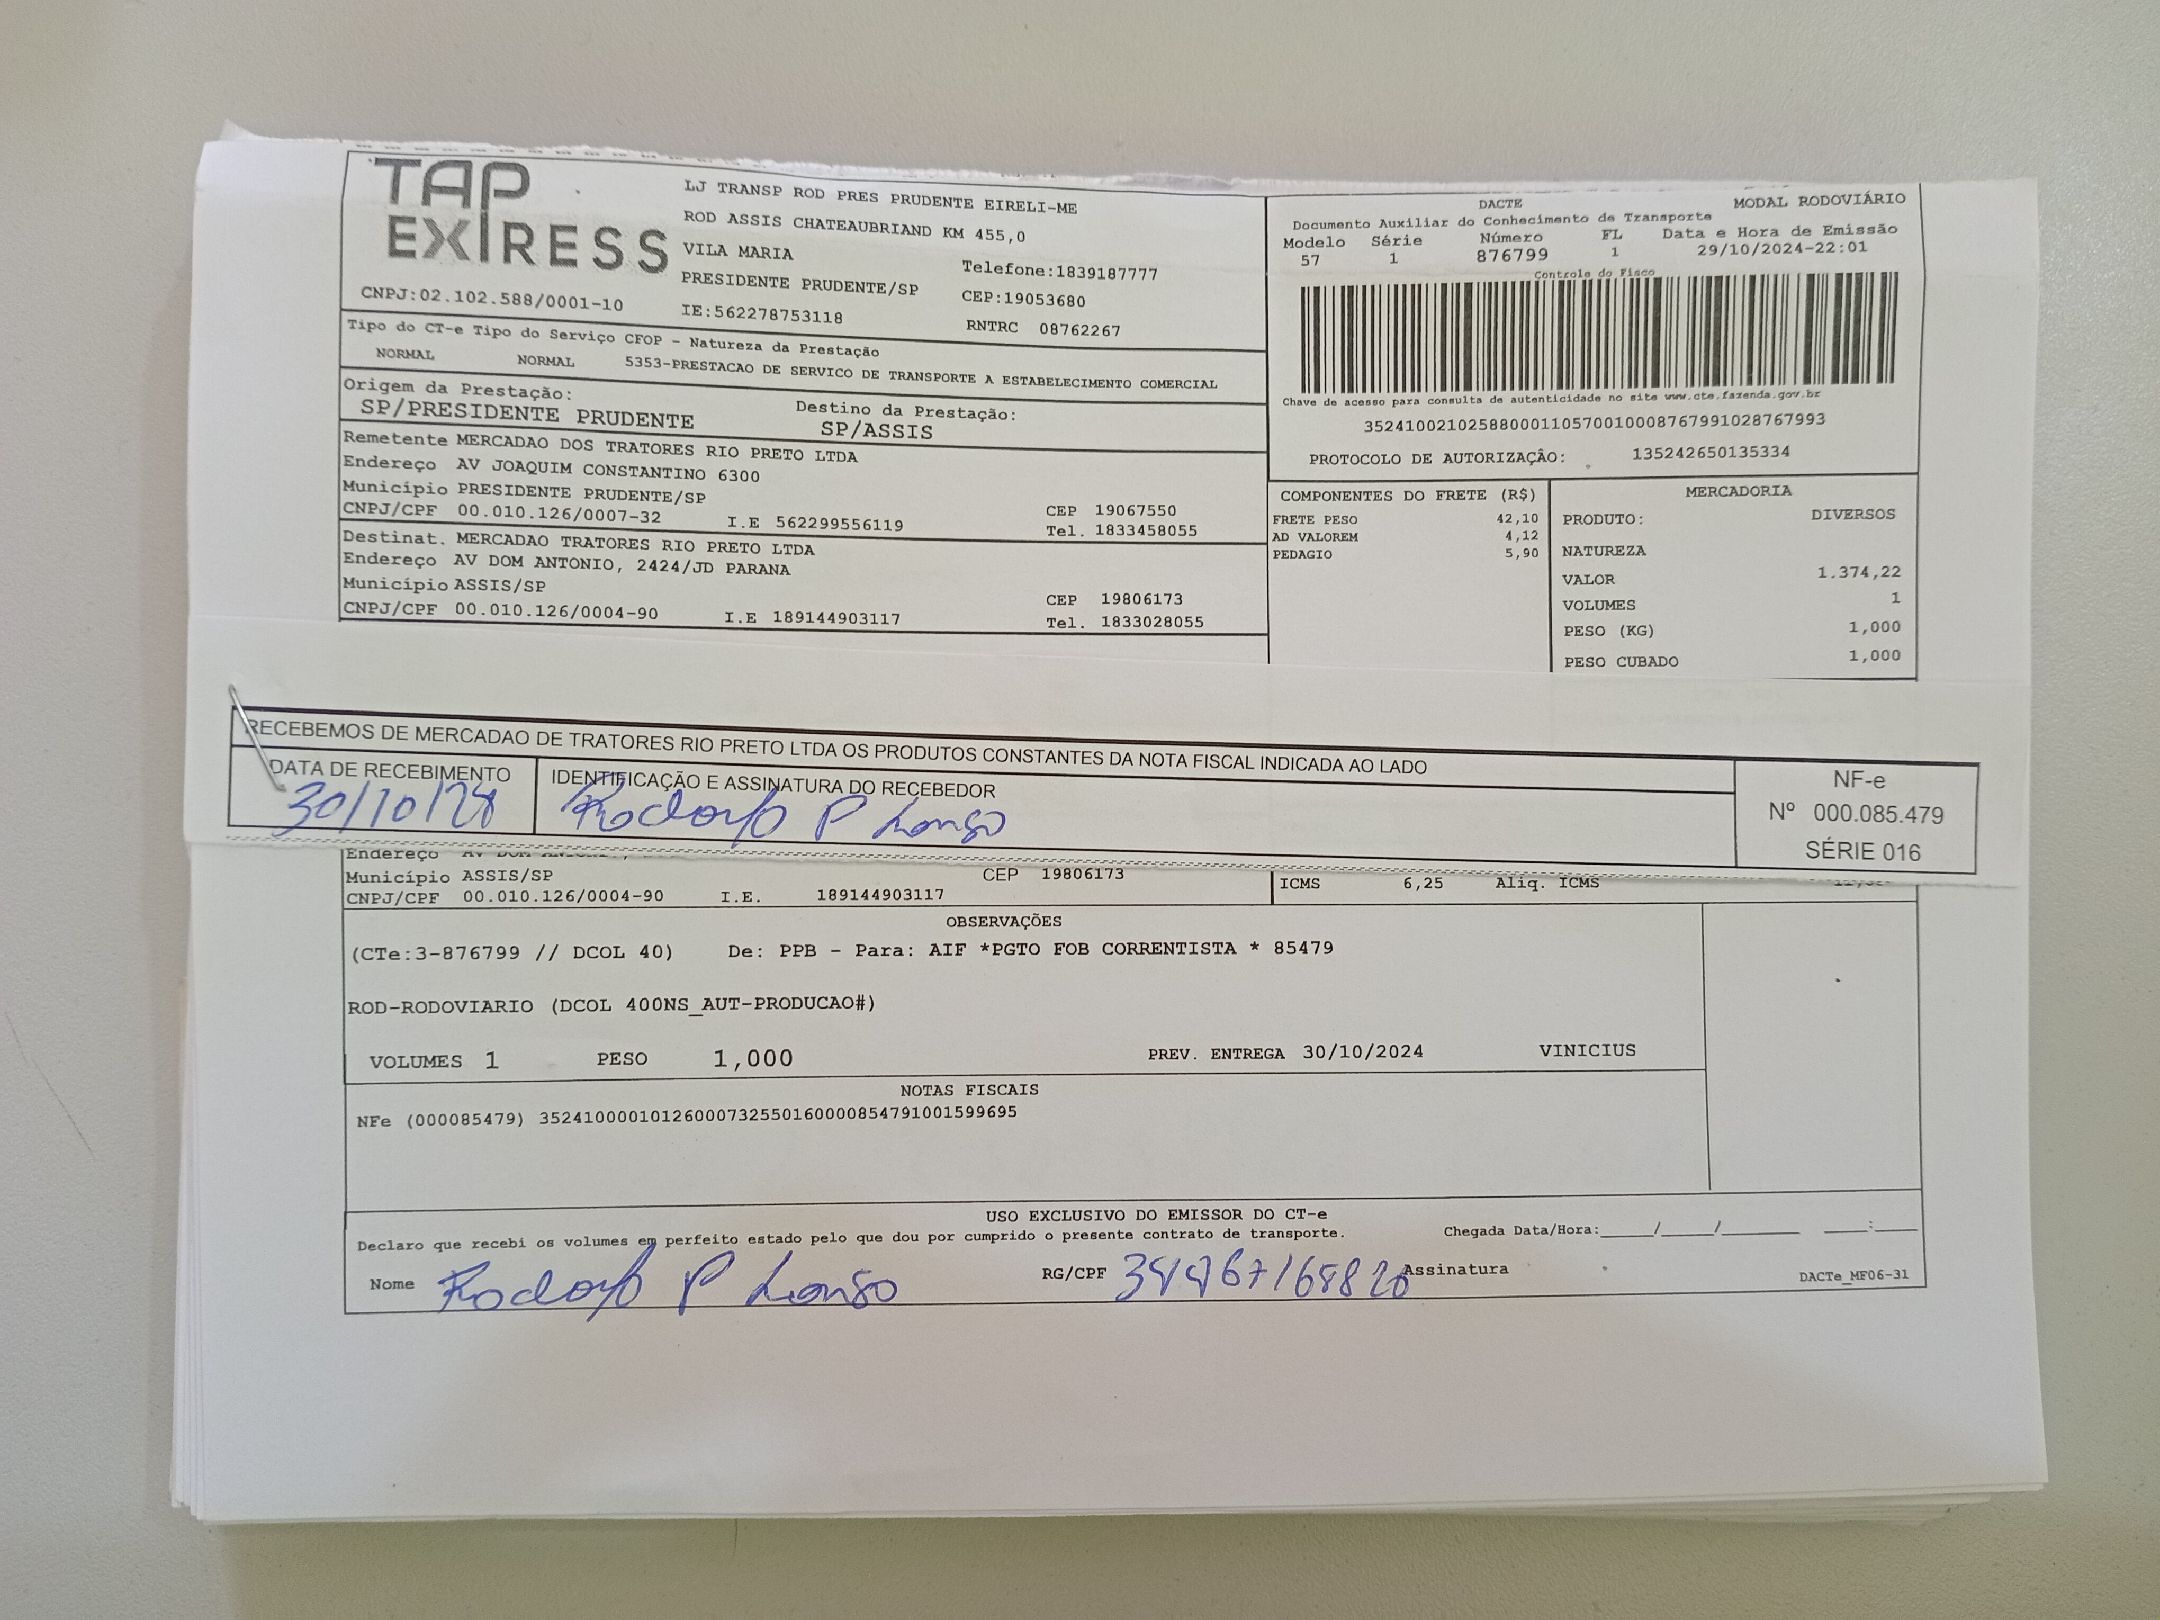 TAP
EXPRESS
LJ TRANSP ROD PRES PRUDENTE EIRELI-ME
ROD ASSIS CHATEAUBRIAND KM 455,0
VILA MARIA
Telefone:1839187777
PRESIDENTE PRUDENTE/SP
CEP:19053680
CNPJ:02.102.588/0001-10
IE:562278753118
RNTRC 08762267
DACTE
MODAL RODOVIÁRIO
Documento Auxiliar do Conhecimento de Transporte
Modelo Série Número FL Data e Hora de Emissão
57 1 876799 1 29/10/2024-22:01
Controle do Fisco
Chave de acesso para consulta de autenticidade no site www.cte.fazenda.gov.br
35241002102588000110570010008767991028767993
PROTOCOLO DE AUTORIZAÇÃO: 135242650135334
Tipo do CT-e Tipo do Serviço CFOP - Natureza da Prestação
NORMAL NORMAL 5353-PRESTACAO DE SERVICO DE TRANSPORTE A ESTABELECIMENTO COMERCIAL
Origem da Prestação:
SP/PRESIDENTE PRUDENTE
Destino da Prestação:
SP/ASSIS
Remetente MERCADAO DOS TRATORES RIO PRETO LTDA
Endereço AV JOAQUIM CONSTANTINO 6300
Município PRESIDENTE PRUDENTE/SP
CEP 19067550
CNPJ/CPF 00.010.126/0007-32 I.E 562299556119 Tel. 1833458055
Destinat. MERCADAO TRATORES RIO PRETO LTDA
Endereço AV DOM ANTONIO, 2424/JD PARANA
Município ASSIS/SP
CEP 19806173
CNPJ/CPF 00.010.126/0004-90 I.E 189144903117 Tel. 1833028055
COMPONENTES DO FRETE (R$)
FRETE PESO 42,10
AD VALOREM 4,12
PEDAGIO 5,90
MERCADORIA
PRODUTO: DIVERSOS
NATUREZA
VALOR 1.374,22
VOLUMES 1
PESO (KG) 1,000
PESO CUBADO 1,000
RECEBEMOS DE MERCADAO DE TRATORES RIO PRETO LTDA OS PRODUTOS CONSTANTES DA NOTA FISCAL INDICADA AO LADO
DATA DE RECEBIMENTO
30/10/24
IDENTIFICAÇÃO E ASSINATURA DO RECEBEDOR
Rodolfo P Longo
NF-e
Nº 000.085.479
SÉRIE 016
Endereço AV DOM
Município ASSIS/SP CEP 19806173
CNPJ/CPF 00.010.126/0004-90 I.E. 189144903117
ICMS 6,25 Aliq. ICMS
OBSERVAÇÕES
(CTe:3-876799 // DCOL 40) De: PPB - Para: AIF *PGTO FOB CORRENTISTA * 85479
ROD-RODOVIARIO (DCOL 400NS_AUT-PRODUCAO#)
VOLUMES 1 PESO 1,000 PREV. ENTREGA 30/10/2024 VINICIUS
NOTAS FISCAIS
NFe (000085479) 35241000010126000732550160000854791001599695
USO EXCLUSIVO DO EMISSOR DO CT-e
Declaro que recebi os volumes em perfeito estado pelo que dou por cumprido o presente contrato de transporte.
Chegada Data/Hora:____/____/______ ___:___
Nome Rodolfo P Longo RG/CPF Assinatura
DACTe_MF06-31